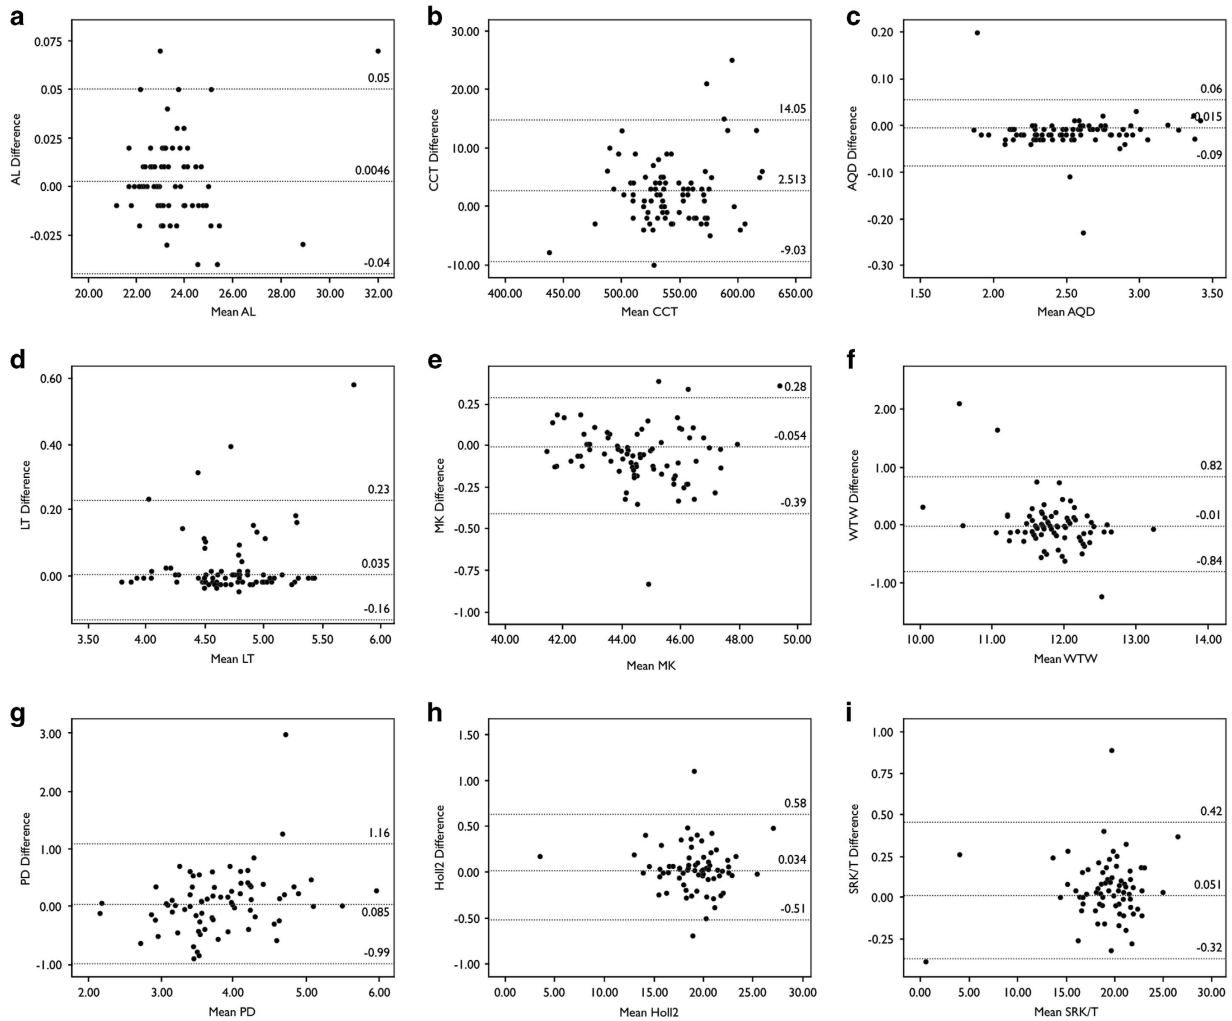 a
0.075
0.05
0.025
0.00
-0.025
AL Difference
0.05
0.0046
-0.04
20.00 22.00 24.00 26.00 28.00 30.00 32.00
Mean AL
b
30.00
20.00
10.00
0.00
-10.00
CCT Difference
14.05
2.513
-9.03
400.00 450.00 500.00 550.00 600.00 650.00
Mean CCT
c
0.20
0.10
0.00
-0.10
-0.20
-0.30
AQD Difference
0.06
-0.015
-0.09
1.50 2.00 2.50 3.00 3.50
Mean AQD
d
0.60
0.40
0.20
0.00
LT Difference
0.23
0.035
-0.16
3.50 4.00 4.50 5.00 5.50 6.00
Mean LT
e
0.25
0.00
-0.25
-0.50
-0.75
-1.00
MK Difference
0.28
-0.054
-0.39
40.00 42.00 44.00 46.00 48.00 50.00
Mean MK
f
2.00
1.00
0.00
-1.00
WTW Difference
0.82
-0.01
-0.84
10.00 11.00 12.00 13.00 14.00
Mean WTW
g
3.00
2.00
1.00
0.00
-1.00
PD Difference
1.16
0.085
-0.99
2.00 3.00 4.00 5.00 6.00
Mean PD
h
1.50
1.00
0.50
0.00
-0.50
-1.00
Holl2 Difference
0.58
0.034
-0.51
0.00 5.00 10.00 15.00 20.00 25.00 30.00
Mean Holl2
i
1.00
0.75
0.50
0.25
0.00
-0.25
SRK/T Difference
0.42
0.051
-0.32
0.00 5.00 10.00 15.00 20.00 25.00 30.00
Mean SRK/T